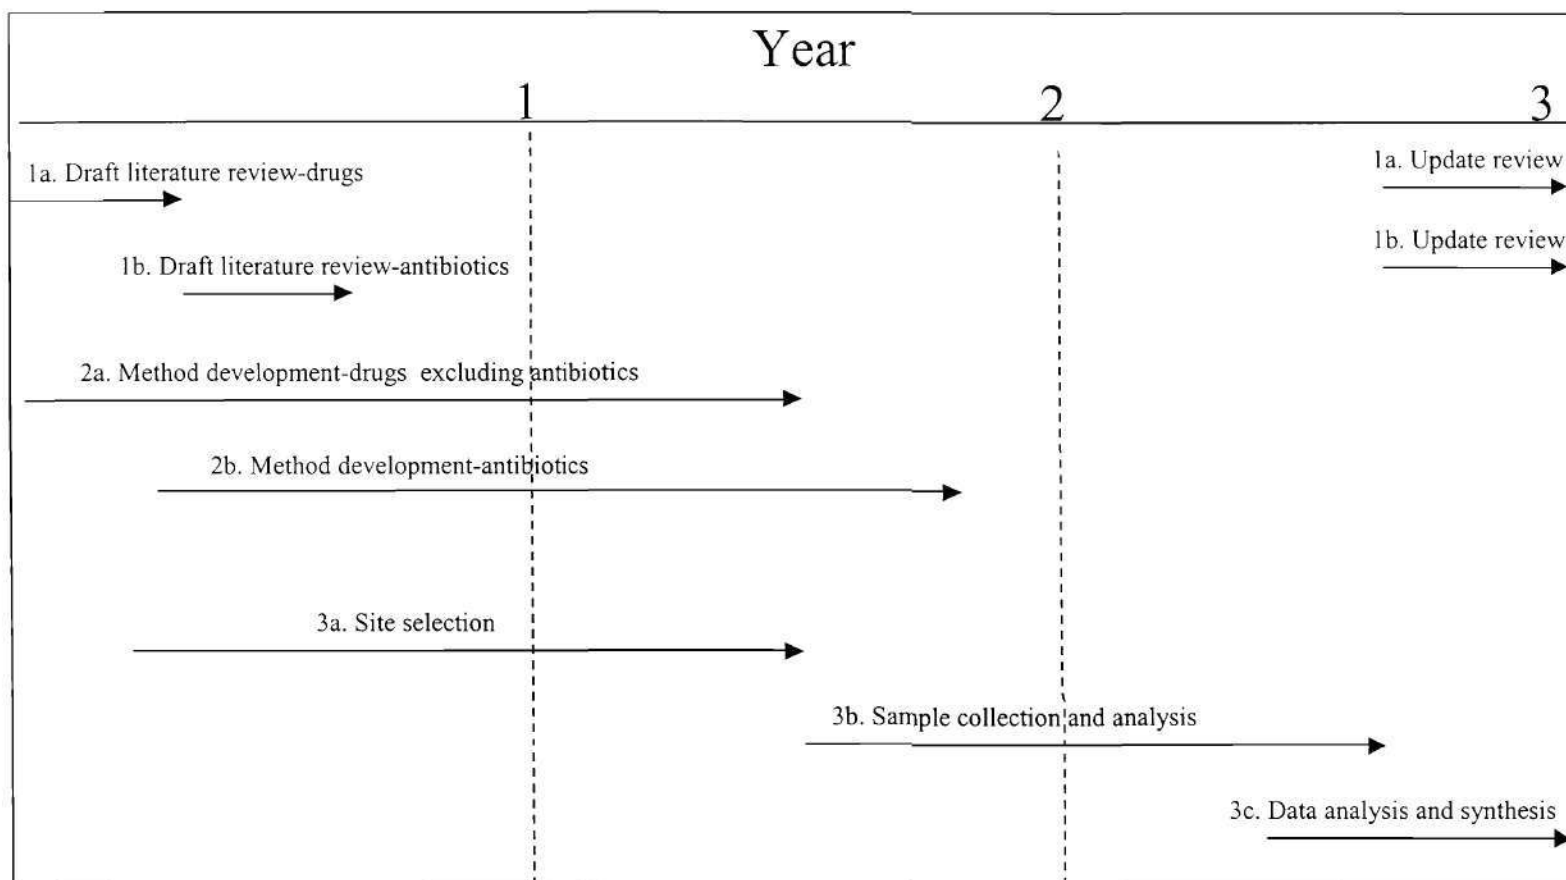 Year
1 2 3
1a. Draft literature review-drugs
1a. Update review
1b. Draft literature review-antibiotics
1b. Update review
2a. Method development-drugs excluding antibiotics
2b. Method development-antibiotics
3a. Site selection
3b. Sample collection and analysis
3c. Data analysis and synthesis